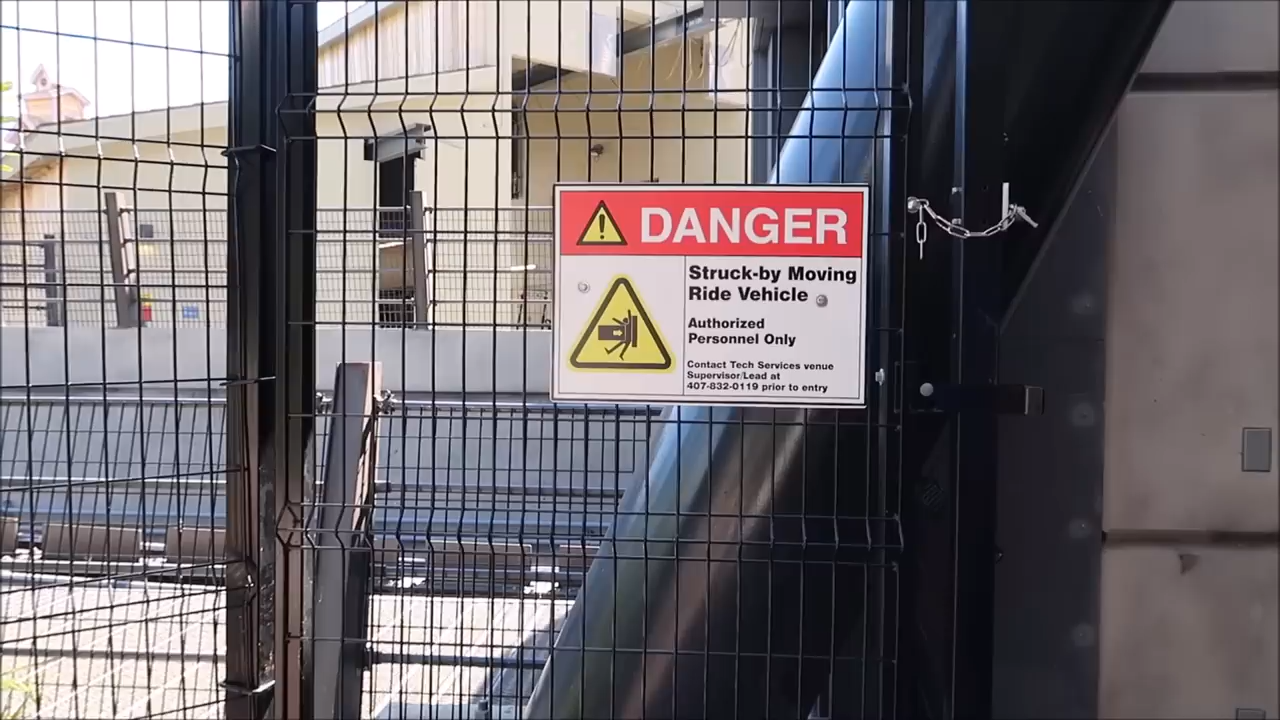 DANGER
Struck-by Moving
Ride Vehicle
Authorized
Personnel Only
Contact Tech Services venue
Supervisor/Lead at
407-832-0119 prior to entry